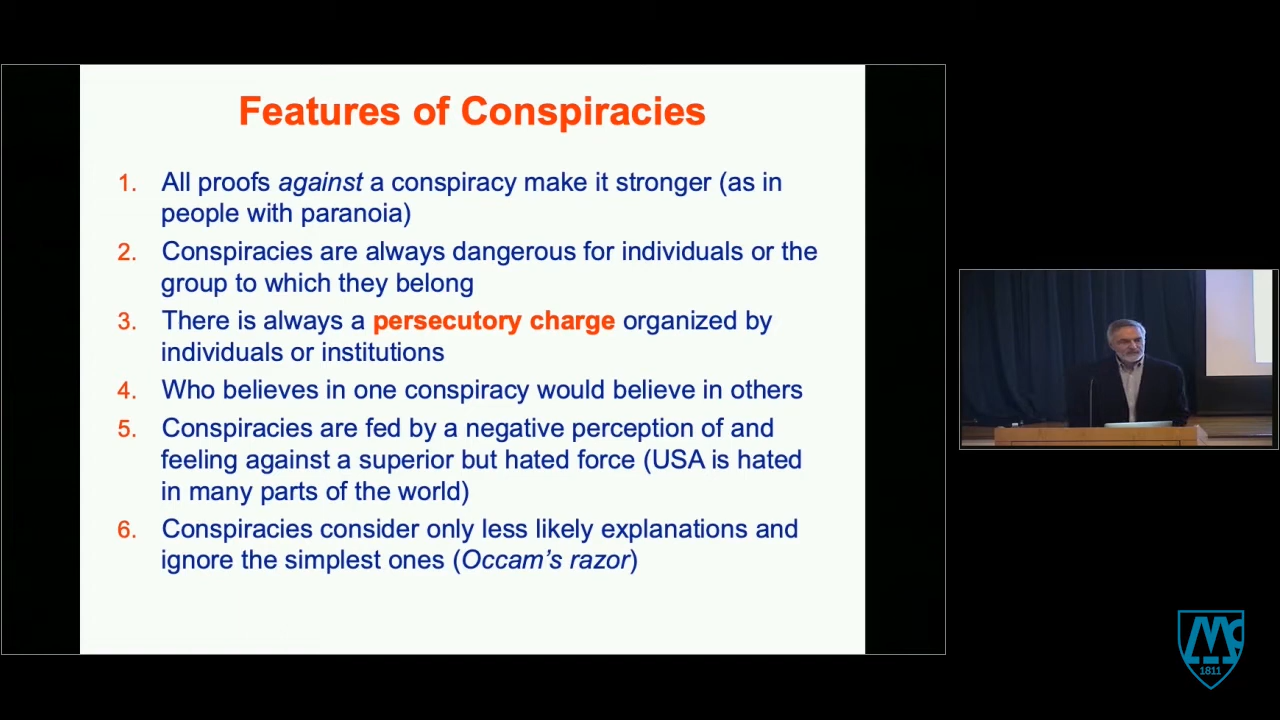 Features of Conspiracies
1. All proofs against a conspiracy make it stronger (as in
people with paranoia)
2. Conspiracies are always dangerous for individuals or the
group to which they belong
3. There is always a persecutory charge organized by
individuals or institutions
4. Who believes in one conspiracy would believe in others
5. Conspiracies are fed by a negative perception of and
feeling against a superior but hated force (USA is hated
in many parts of the world)
6. Conspiracies consider only less likely explanations and
ignore the simplest ones (Occam's razor)
1811